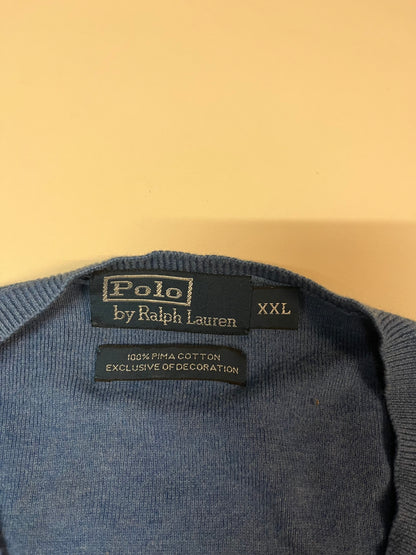 Polo
by Ralph Lauren
XXL
100% PIMA COTTON
EXCLUSIVE OF DECORATION